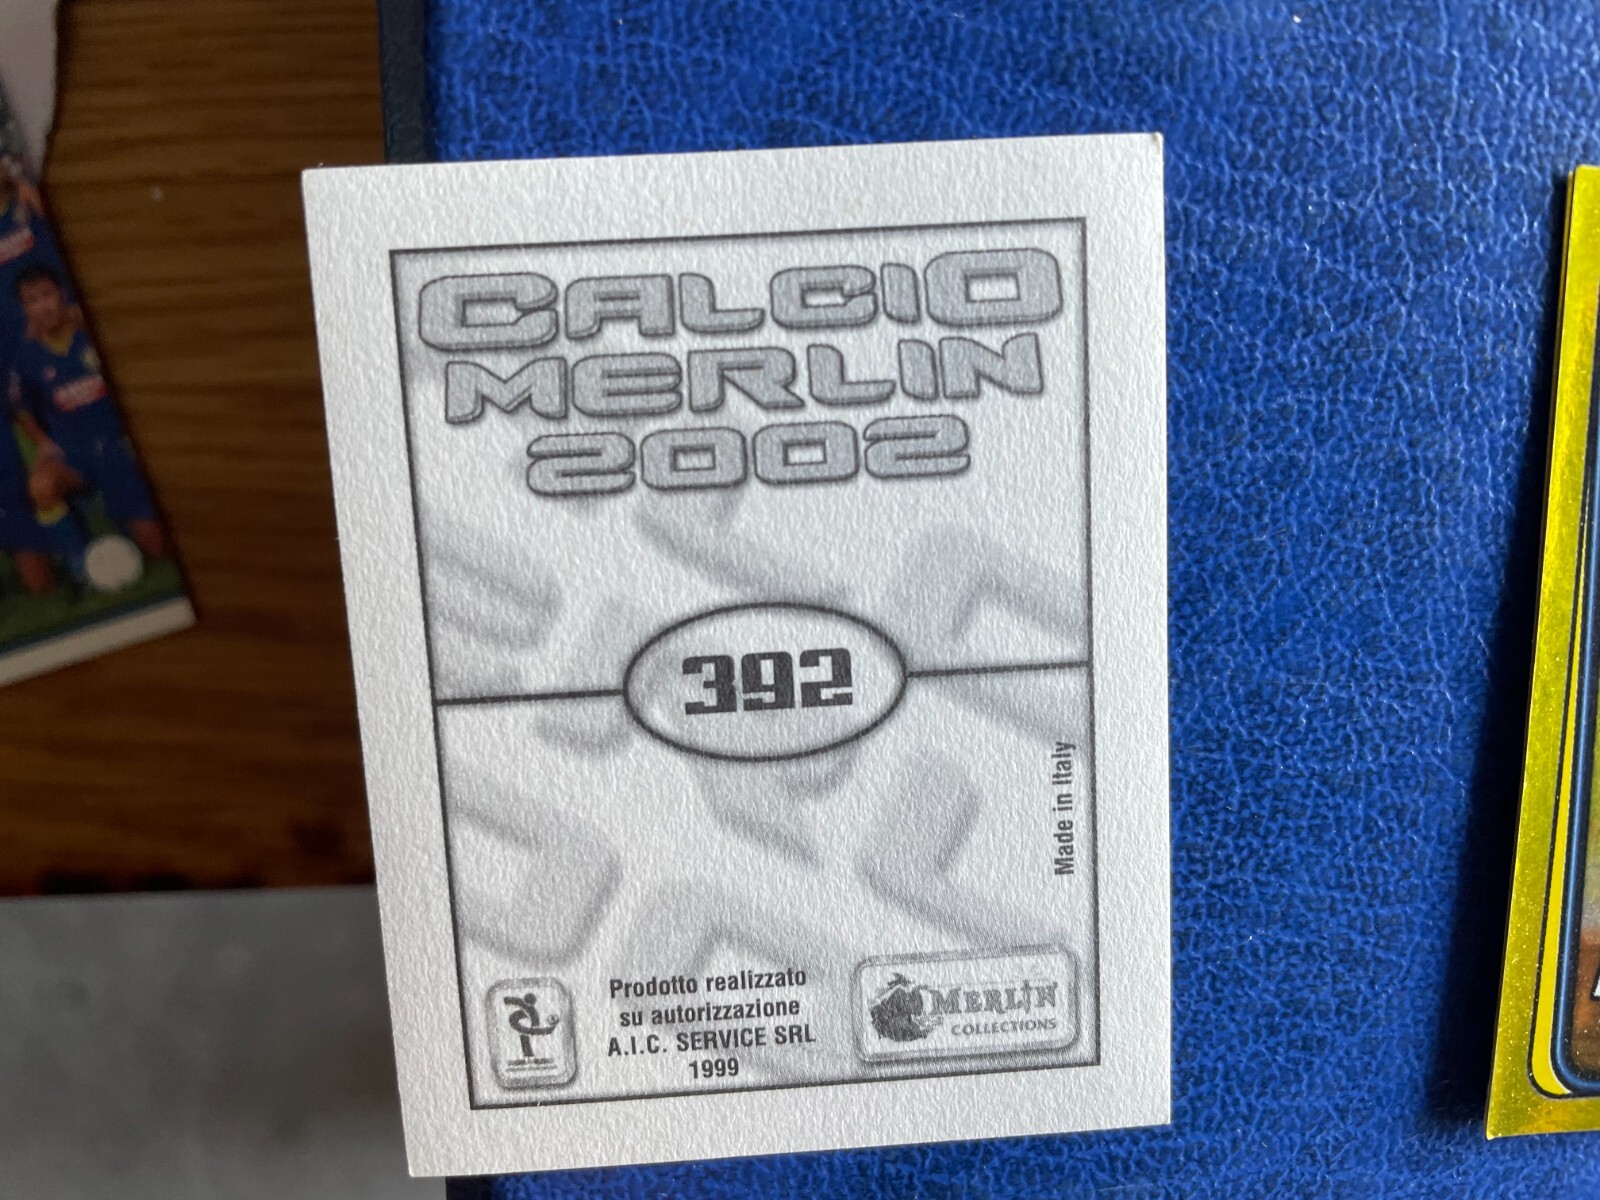 CALCIO
MERLIN
2002
392
Made in Italy
Prodotto realizzato
su autorizzazione
A.I.C. SERVICE SRL
1999
MERLIN
COLLECTIONS